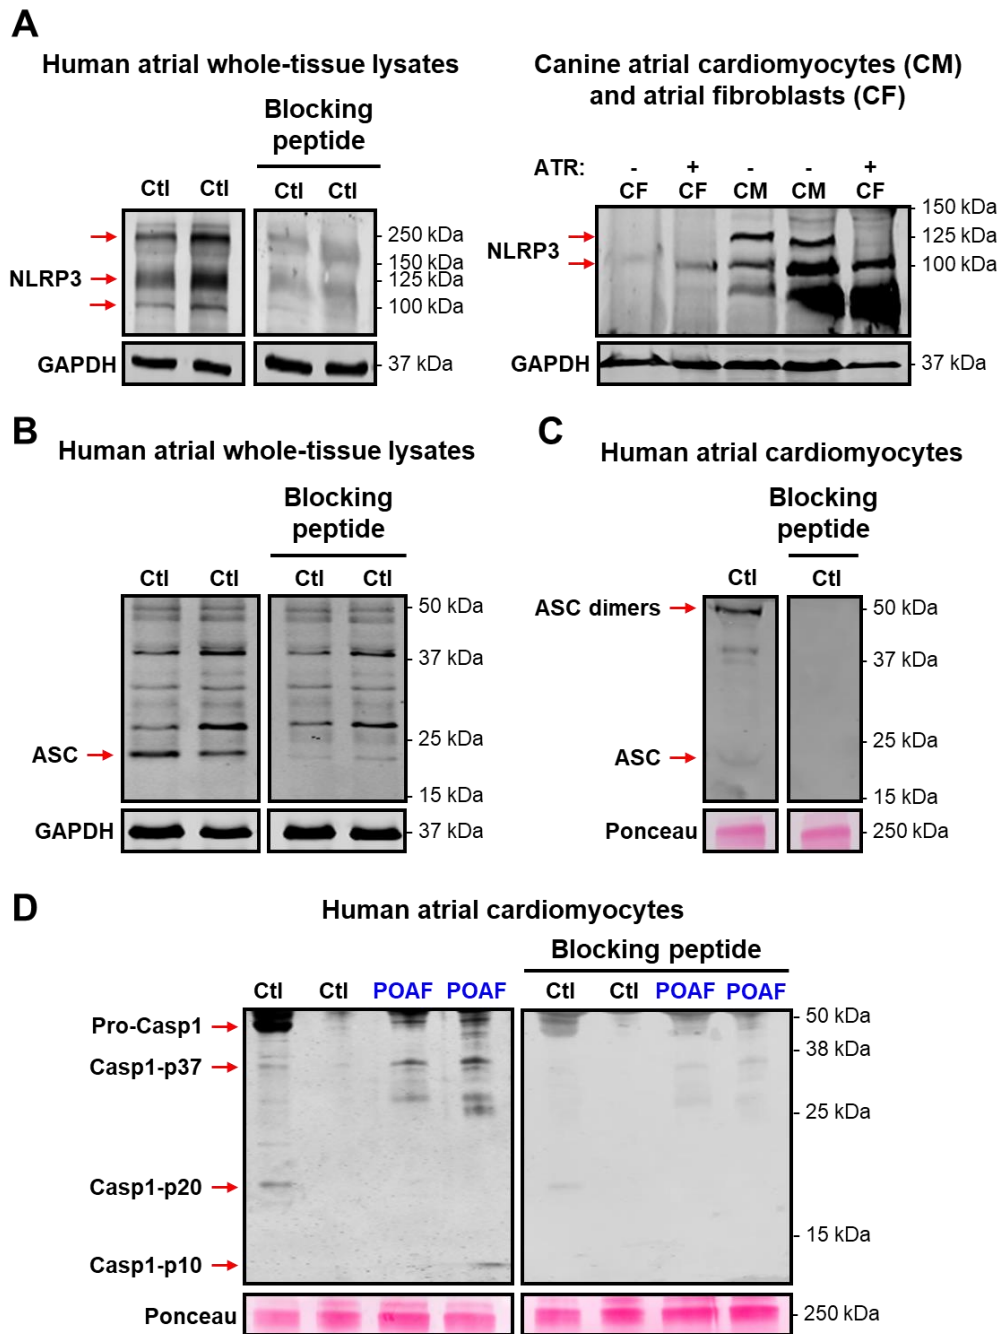 A
Human atrial whole-tissue lysates
Blocking
peptide
Ctl Ctl Ctl Ctl
NLRP3
250 kDa
150 kDa
125 kDa
100 kDa
GAPDH
37 kDa
Canine atrial cardiomyocytes (CM)
and atrial fibroblasts (CF)
ATR: - + - - +
CF CF CM CM CF
NLRP3
150 kDa
125 kDa
100 kDa
GAPDH
37 kDa
B
Human atrial whole-tissue lysates
Blocking
peptide
Ctl Ctl Ctl Ctl
50 kDa
37 kDa
25 kDa
ASC
15 kDa
GAPDH
37 kDa
C
Human atrial cardiomyocytes
Blocking
peptide
Ctl Ctl
ASC dimers
50 kDa
37 kDa
25 kDa
ASC
15 kDa
Ponceau
250 kDa
D
Human atrial cardiomyocytes
Blocking peptide
Ctl Ctl POAF POAF Ctl Ctl POAF POAF
Pro-Casp1
50 kDa
38 kDa
Casp1-p37
25 kDa
Casp1-p20
15 kDa
Casp1-p10
Ponceau
250 kDa